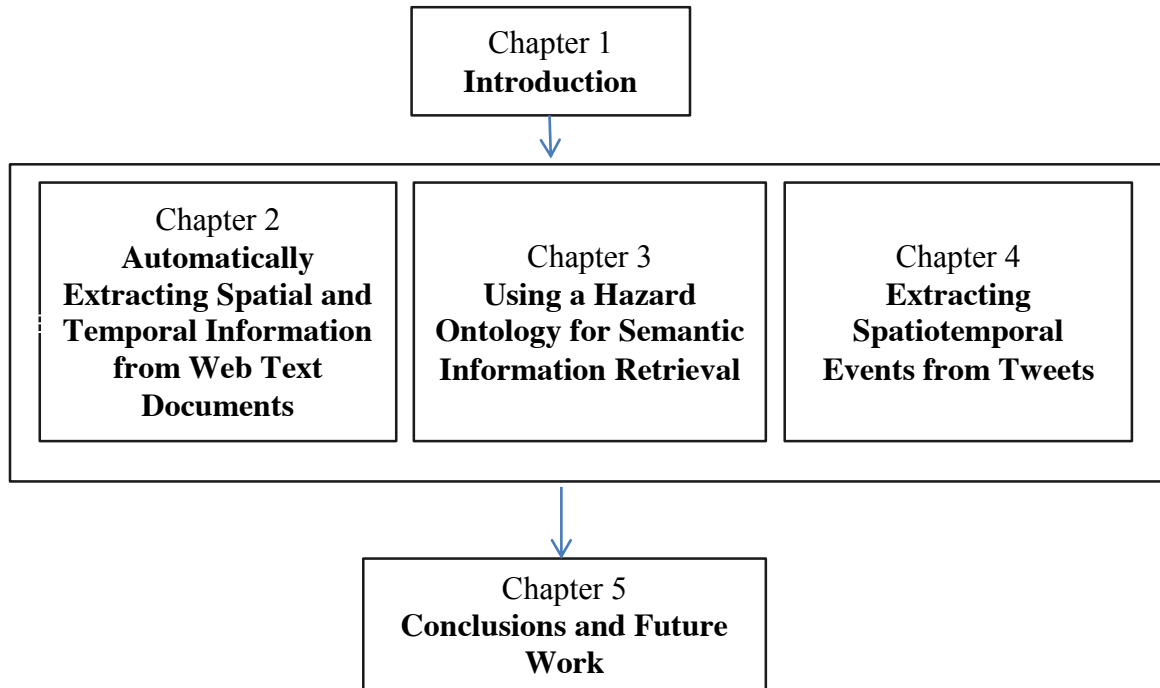 Chapter 1
Introduction
Chapter 2
Automatically
Extracting Spatial and
Temporal Information
from Web Text
Documents
Chapter 3
Using a Hazard
Ontology for Semantic
Information Retrieval
Chapter 4
Extracting
Spatiotemporal
Events from Tweets
Chapter 5
Conclusions and Future
Work